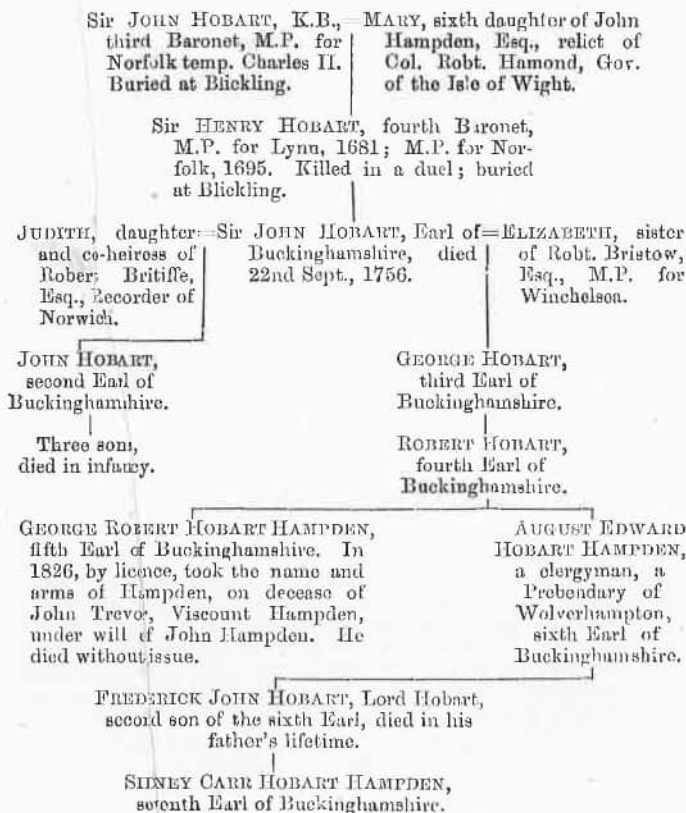 Sir JOHN HOBART, K.B., third Baronet, M.P. for Norfolk temp. Charles II. Buried at Blickling.
MARY, sixth daughter of John Hampden, Esq., relict of Col. Robt. Hamond, Gov. of the Isle of Wight.
Sir HENRY HOBART, fourth Baronet,
M.P. for Lynn, 1681; M.P. for Nor-
folk, 1695. Killed in a duel; buried
at Blickling.
JUDITH, daughter
and co-heiress of
Robert Britiffe,
Esq., Recorder of
Norwich.
=Sir JOHN HOBART, Earl of=
Buckinghamshire, died
22nd Sept., 1756.
ELIZABETH, sister
of Robt. Bristow,
Esq., M.P. for
Winchelsea.
JOHN HOBART,
second Earl of
Buckinghamshire.
Three sons,
died in infancy.
GEORGE HOBART,
third Earl of
Buckinghamshire.
ROBERT HOBART,
fourth Earl of
Buckinghamshire.
GEORGE ROBERT HOBART HAMPDEN,
fifth Earl of Buckinghamshire. In
1826, by licence, took the name and
arms of Hampden, on decease of
John Trevor, Viscount Hampden,
under will of John Hampden. He
died without issue.
AUGUST EDWARD
HOBART HAMPDEN,
a clergyman, a
Prebendary of
Wolverhampton,
sixth Earl of
Buckinghamshire.
FREDERICK JOHN HOBART, Lord Hobart,
second son of the sixth Earl, died in his
father's lifetime.
SIDNEY CARR HOBART HAMPDEN,
seventh Earl of Buckinghamshire.